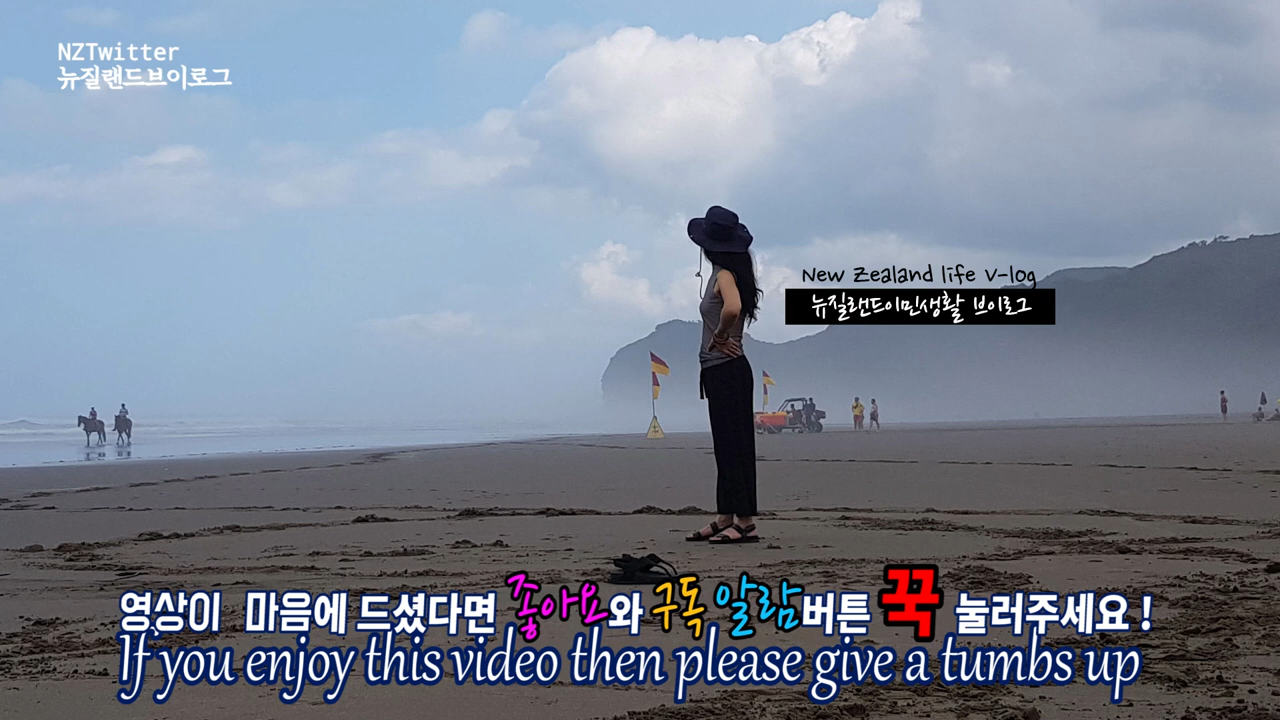 NZTwitter
뉴질랜드브이로그
New Zealand life V-log
뉴질랜드이민생활 브이로그
영상이 마음에 드셨다면 좋아요와 구독 알람버튼 꾹 눌러주세요 !
If you enjoy this video then please give a tumbs up